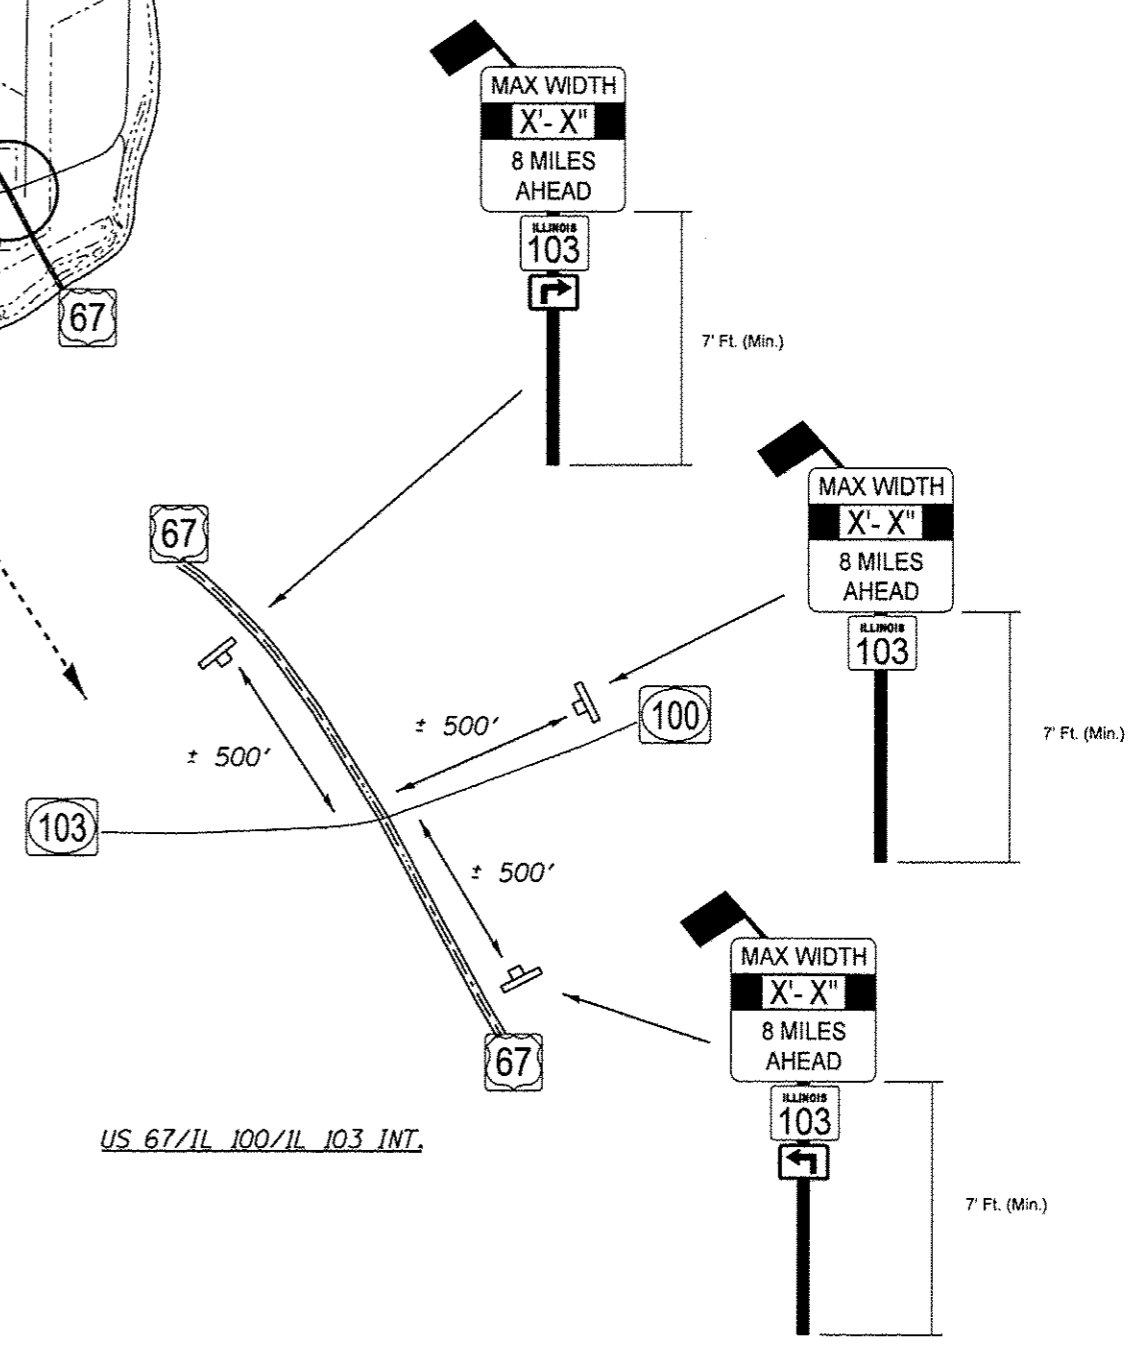 MAX WIDTH
X'- X"
8 MILES
AHEAD
ILLINOIS
103
7' Ft. (Min.)
67
MAX WIDTH
X'- X"
8 MILES
AHEAD
ILLINOIS
103
7' Ft. (Min.)
67
100
± 500'
± 500'
103
± 500'
MAX WIDTH
X'- X"
8 MILES
AHEAD
ILLINOIS
103
7' Ft. (Min.)
67
US 67/IL 100/IL 103 INT.